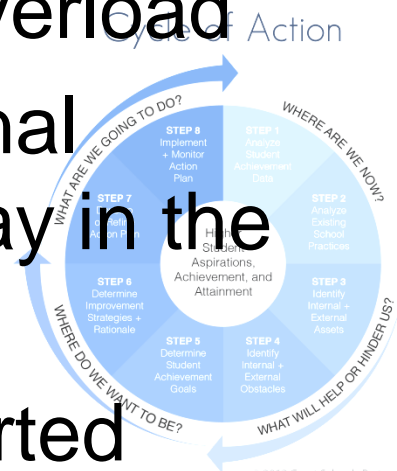 verload
Cycle of Action
nal
ay in the
rted
WHAT ARE WE GOING TO DO?
WHERE ARE WE NOW?
WHAT WILL HELP OR HINDER US?
WHERE DO WE WANT TO BE?
STEP 1
Analyze
Student
Achievement
Data
STEP 2
Analyze
Existing
School
Practices
STEP 3
Identify
Internal +
External
Assets
STEP 4
Identify
Internal +
External
Obstacles
STEP 5
Determine
Student
Achievement
Goals
STEP 6
Determine
Improvement
Strategies +
Rationale
STEP 7
Action Plan
STEP 8
Implement
+ Monitor
Action
Plan
Student
Aspirations,
Achievement, and
Attainment